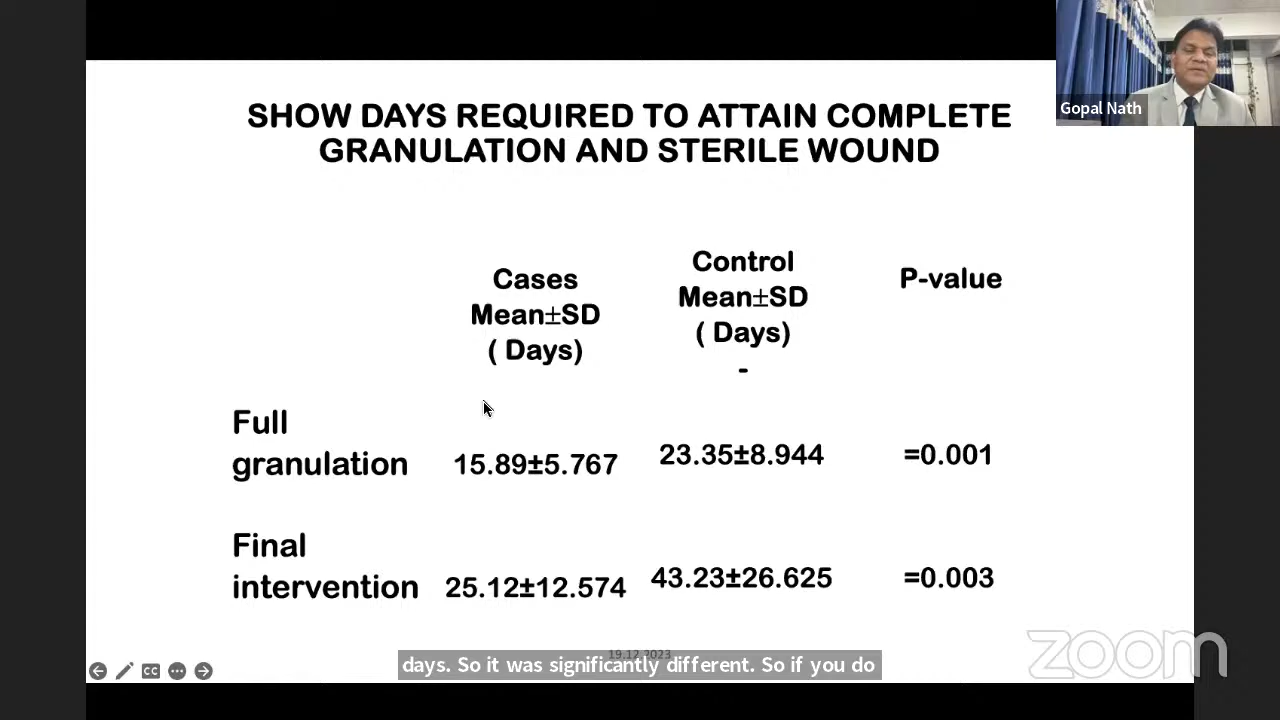 Gopal Nath
SHOW DAYS REQUIRED TO ATTAIN COMPLETE
GRANULATION AND STERILE WOUND
Cases
Mean±SD
( Days)
Control
Mean±SD
( Days)
-
P-value
Full
granulation
15.89±5.767
23.35±8.944
=0.001
Final
intervention
25.12±12.574
43.23±26.625
=0.003
19.12.2023
days. So it was significantly different. So if you do
CC
zoom